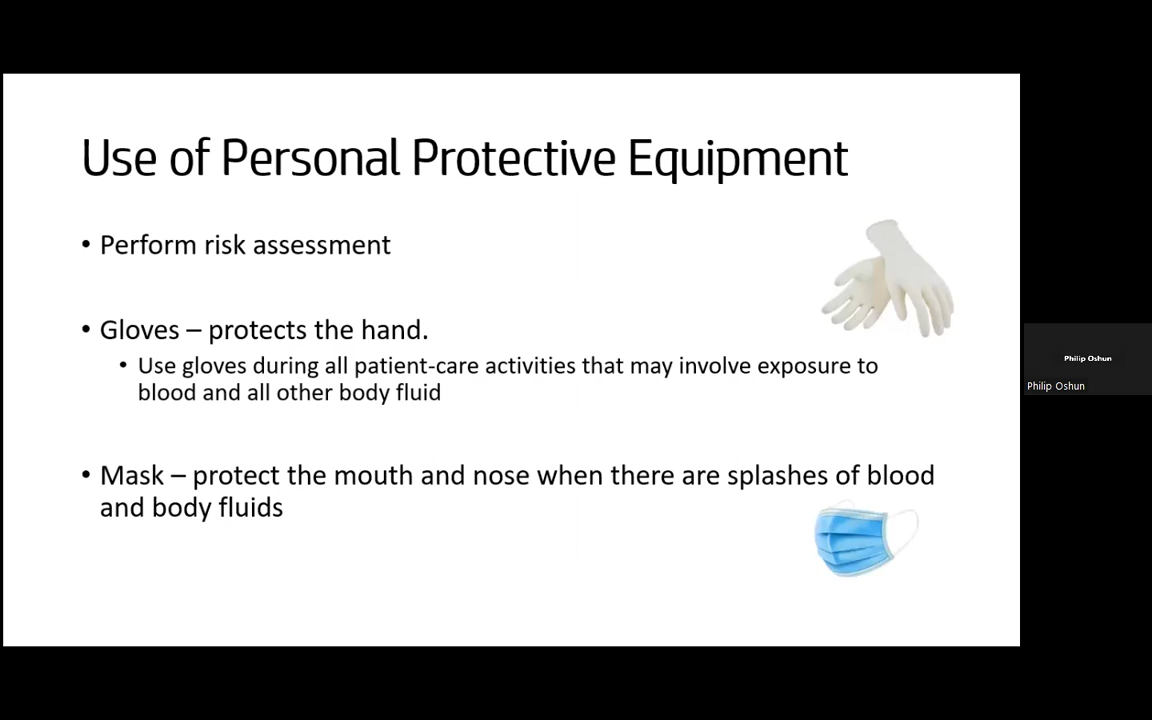 Use of Personal Protective Equipment
• Perform risk assessment
• Gloves – protects the hand.
• Use gloves during all patient-care activities that may involve exposure to
blood and all other body fluid
• Mask – protect the mouth and nose when there are splashes of blood
and body fluids
Philip Oshun
Philip Oshun